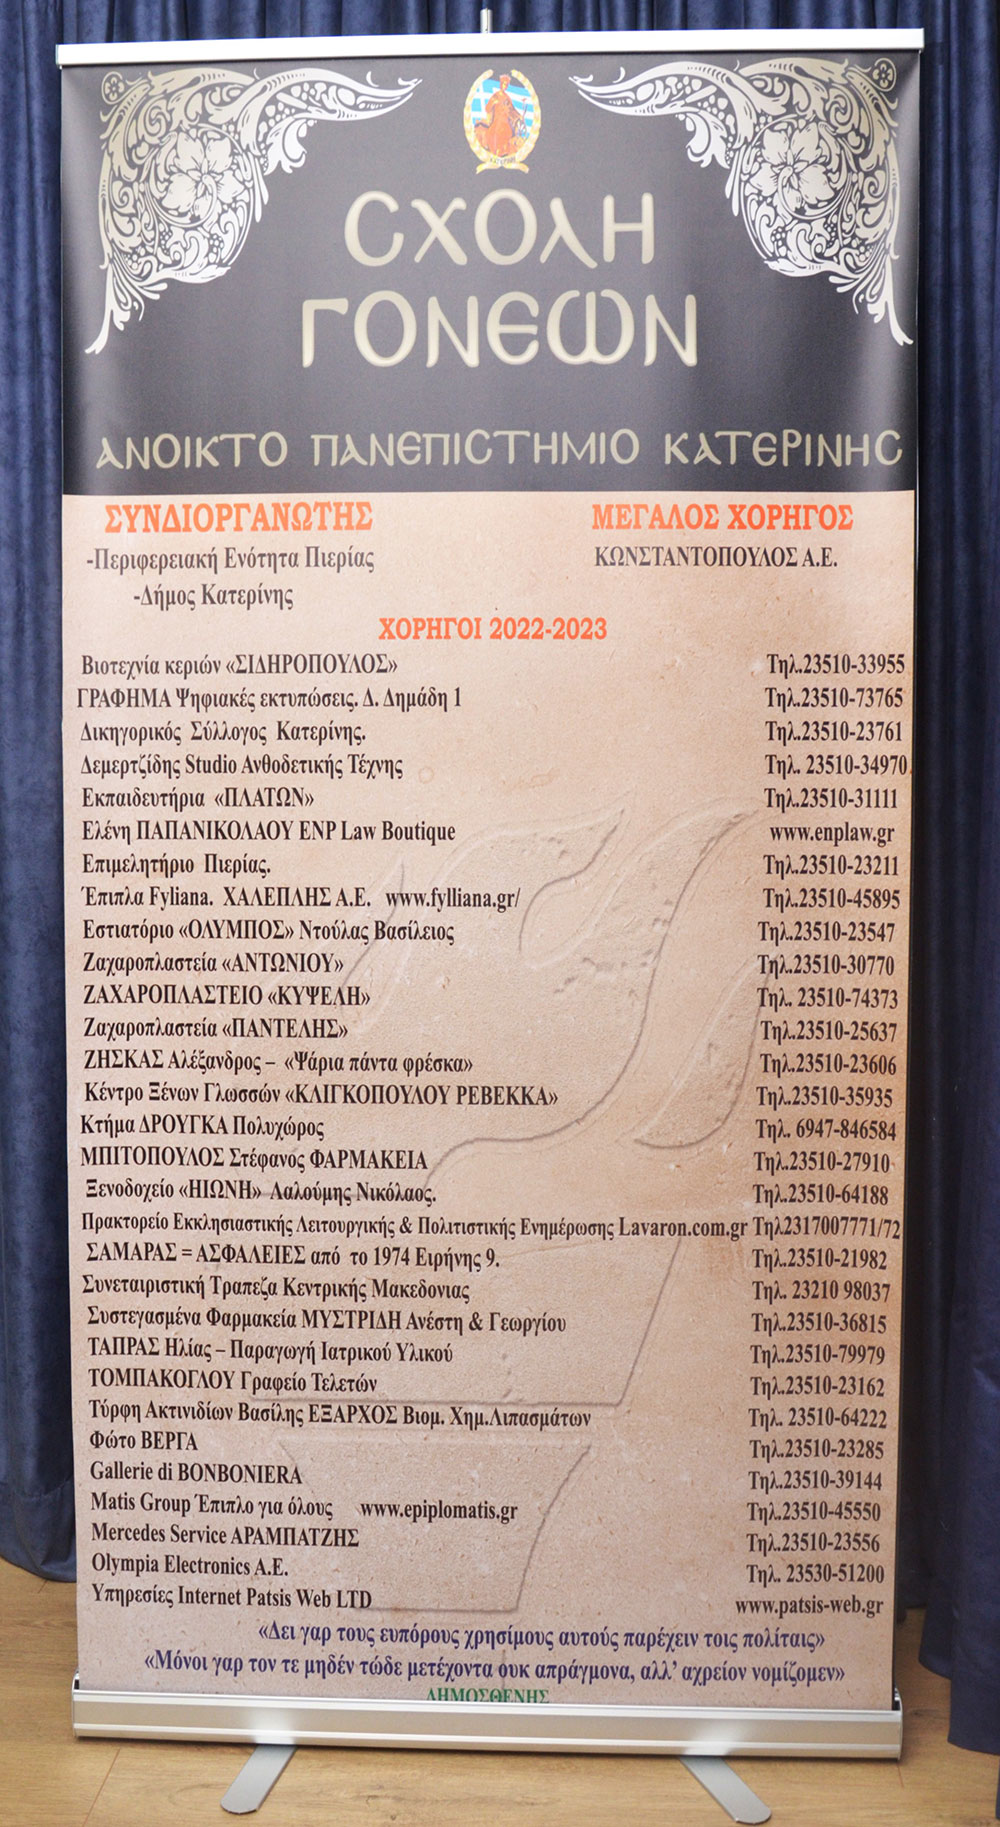 ΚΑΤΕΡΙΝΗ
ΣΧΟΛΗ
ΓΟΝΕΩΝ
ΑΝΟΙΚΤΟ ΠΑΝΕΠΙΣΤΗΜΙΟ ΚΑΤΕΡΙΝΗΣ
ΣΥΝΔΙΟΡΓΑΝΩΤΗΣ ΜΕΓΑΛΟΣ ΧΟΡΗΓΟΣ
-Περιφερειακή Ενότητα Πιερίας ΚΩΝΣΤΑΝΤΟΠΟΥΛΟΣ Α.Ε.
-Δήμος Κατερίνης
ΧΟΡΗΓΟΙ 2022-2023
Βιοτεχνία κεριών «ΣΙΔΗΡΟΠΟΥΛΟΣ» Τηλ.23510-33955
ΓΡΑΦΗΜΑ Ψηφιακές εκτυπώσεις. Δ. Δημάδη 1 Τηλ.23510-73765
Δικηγορικός Σύλλογος Κατερίνης. Τηλ.23510-23761
Δεμερτζίδης Studio Ανθοδετικής Τέχνης Τηλ. 23510-34970
Εκπαιδευτήρια «ΠΛΑΤΩΝ» Τηλ.23510-31111
Ελένη ΠΑΠΑΝΙΚΟΛΑΟΥ ENP Law Boutique www.enplaw.gr
Επιμελητήριο Πιερίας. Τηλ.23510-23211
Έπιπλα Fyliana. ΧΑΛΕΠΛΗΣ Α.Ε. www.fylliana.gr/ Τηλ.23510-45895
Εστιατόριο «ΟΛΥΜΠΟΣ» Ντούλας Βασίλειος Τηλ.23510-23547
Ζαχαροπλαστεία «ΑΝΤΩΝΙΟΥ» Τηλ.23510-30770
ΖΑΧΑΡΟΠΛΑΣΤΕΙΟ «ΚΥΨΕΛΗ» Τηλ. 23510-74373
Ζαχαροπλαστεία «ΠΑΝΤΕΛΗΣ» Τηλ.23510-25637
ΖΗΣΚΑΣ Αλέξανδρος – «Ψάρια πάντα φρέσκα» Τηλ.23510-23606
Κέντρο Ξένων Γλωσσών «ΚΛΙΓΚΟΠΟΥΛΟΥ ΡΕΒΕΚΚΑ» Τηλ.23510-35935
Κτήμα ΔΡΟΥΓΚΑ Πολυχώρος Τηλ. 6947-846584
ΜΠΙΤΟΠΟΥΛΟΣ Στέφανος ΦΑΡΜΑΚΕΙΑ Τηλ.23510-27910
Ξενοδοχείο «ΗΙΩΝΗ» Λαλούμης Νικόλαος. Τηλ.23510-64188
Πρακτορείο Εκκλησιαστικής Λειτουργικής & Πολιτιστικής Ενημέρωσης Lavaron.com.gr Τηλ2317007771/72
ΣΑΜΑΡΑΣ = ΑΣΦΑΛΕΙΕΣ από το 1974 Ειρήνης 9. Τηλ.23510-21982
Συνεταιριστική Τραπεζα Κεντρικής Μακεδονιας Τηλ. 23210 98037
Συστεγασμένα Φαρμακεία ΜΥΣΤΡΙΔΗ Ανέστη & Γεωργίου Τηλ.23510-36815
ΤΑΠΡΑΣ Ηλίας – Παραγωγή Ιατρικού Υλικού Τηλ.23510-79979
ΤΟΜΠΑΚΟΓΛΟΥ Γραφείο Τελετών Τηλ.23510-23162
Τύρφη Ακτινιδίων Βασίλης ΕΞΑΡΧΟΣ Βιομ. Χημ.Λιπασμάτων Τηλ. 23510-64222
Φώτο ΒΕΡΓΑ Τηλ.23510-23285
Gallerie di BONBONIERA Τηλ.23510-39144
Matis Group Έπιπλο για όλους www.epiplomatis.gr Τηλ.23510-45550
Mercedes Service ΑΡΑΜΠΑΤΖΗΣ Τηλ.23510-23556
Olympia Electronics A.E. Τηλ. 23530-51200
Υπηρεσίες Internet Patsis Web LTD www.patsis-web.gr
«Δει γαρ τους ευπόρους χρησίμους αυτούς παρέχειν τοις πολίταις»
«Μόνοι γαρ τον τε μηδέν τώδε μετέχοντα ουκ απράγμονα, αλλ' αχρείον νομίζομεν»
ΔΗΜΟΣΘΕΝΗΣ